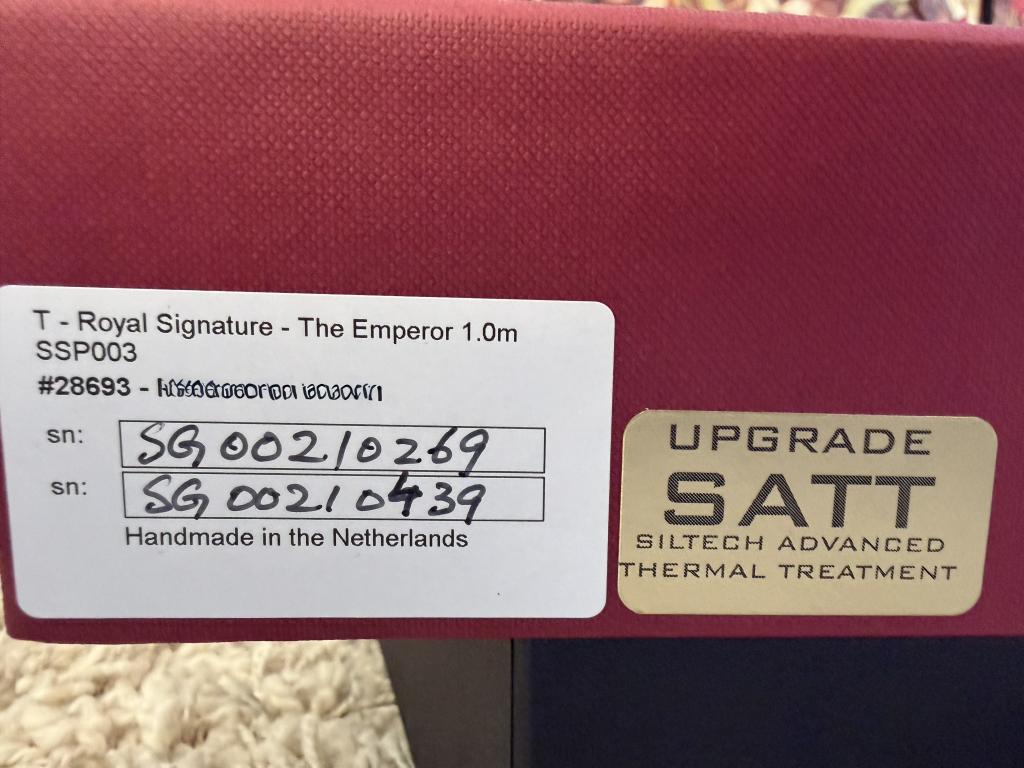 T - Royal Signature - The Emperor 1.0m
SSP003
#28693 -
sn: SG00210269
sn: SG00210439
Handmade in the Netherlands
UPGRADE
SATT
SILTECH ADVANCED
THERMAL TREATMENT